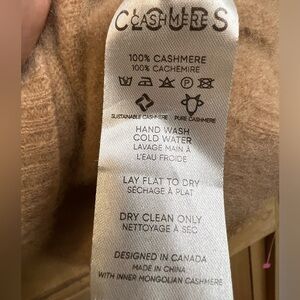 CLOUDS
CASHMERE
100% CASHMERE
100% CACHEMIRE
SUSTAINABLE CASHMERE PURE CASHMERE
HAND WASH
COLD WATER
LAVAGE MAIN À
L'EAU FROIDE
LAY FLAT TO DRY
SÉCHAGE À PLAT
DRY CLEAN ONLY
NETTOYAGE À SEC
DESIGNED IN CANADA
MADE IN CHINA
WITH INNER MONGOLIAN CASHMERE